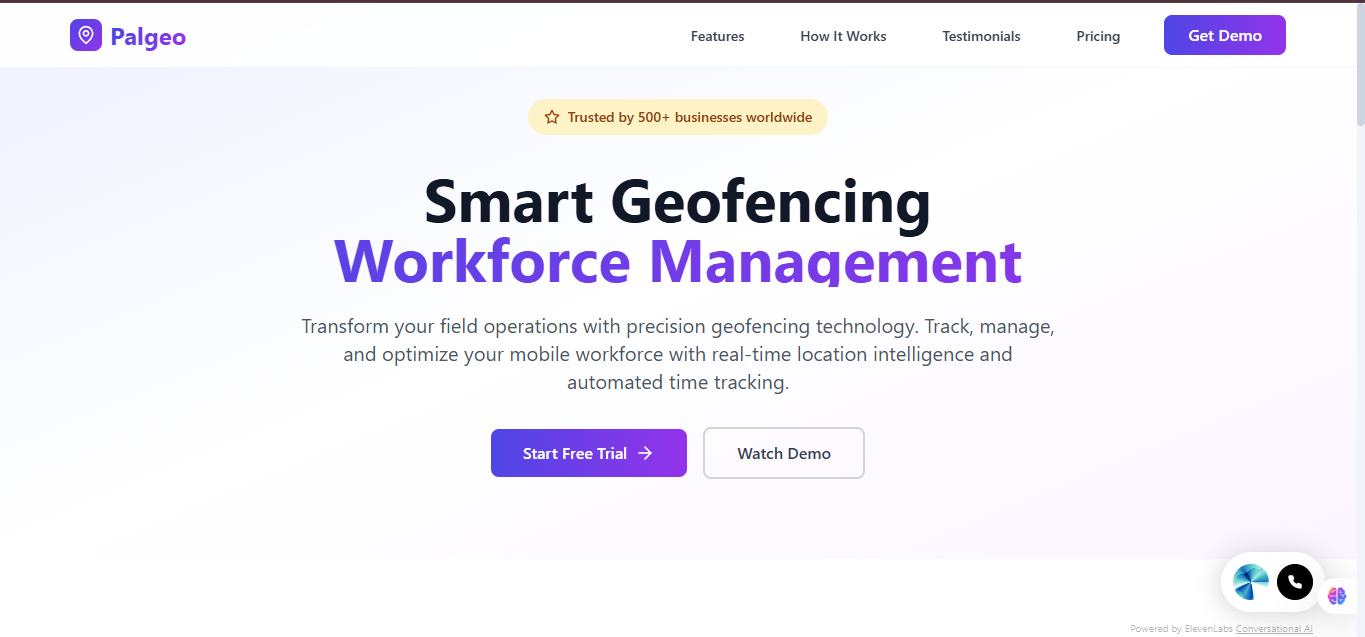 Palgeo
Features
How It Works
Testimonials
Pricing
Get Demo
Trusted by 500+ businesses worldwide
Smart Geofencing
Workforce Management
Transform your field operations with precision geofencing technology. Track, manage,
and optimize your mobile workforce with real-time location intelligence and
automated time tracking.
Start Free Trial →
Watch Demo
Powered by ElevenLabs Conversational AI